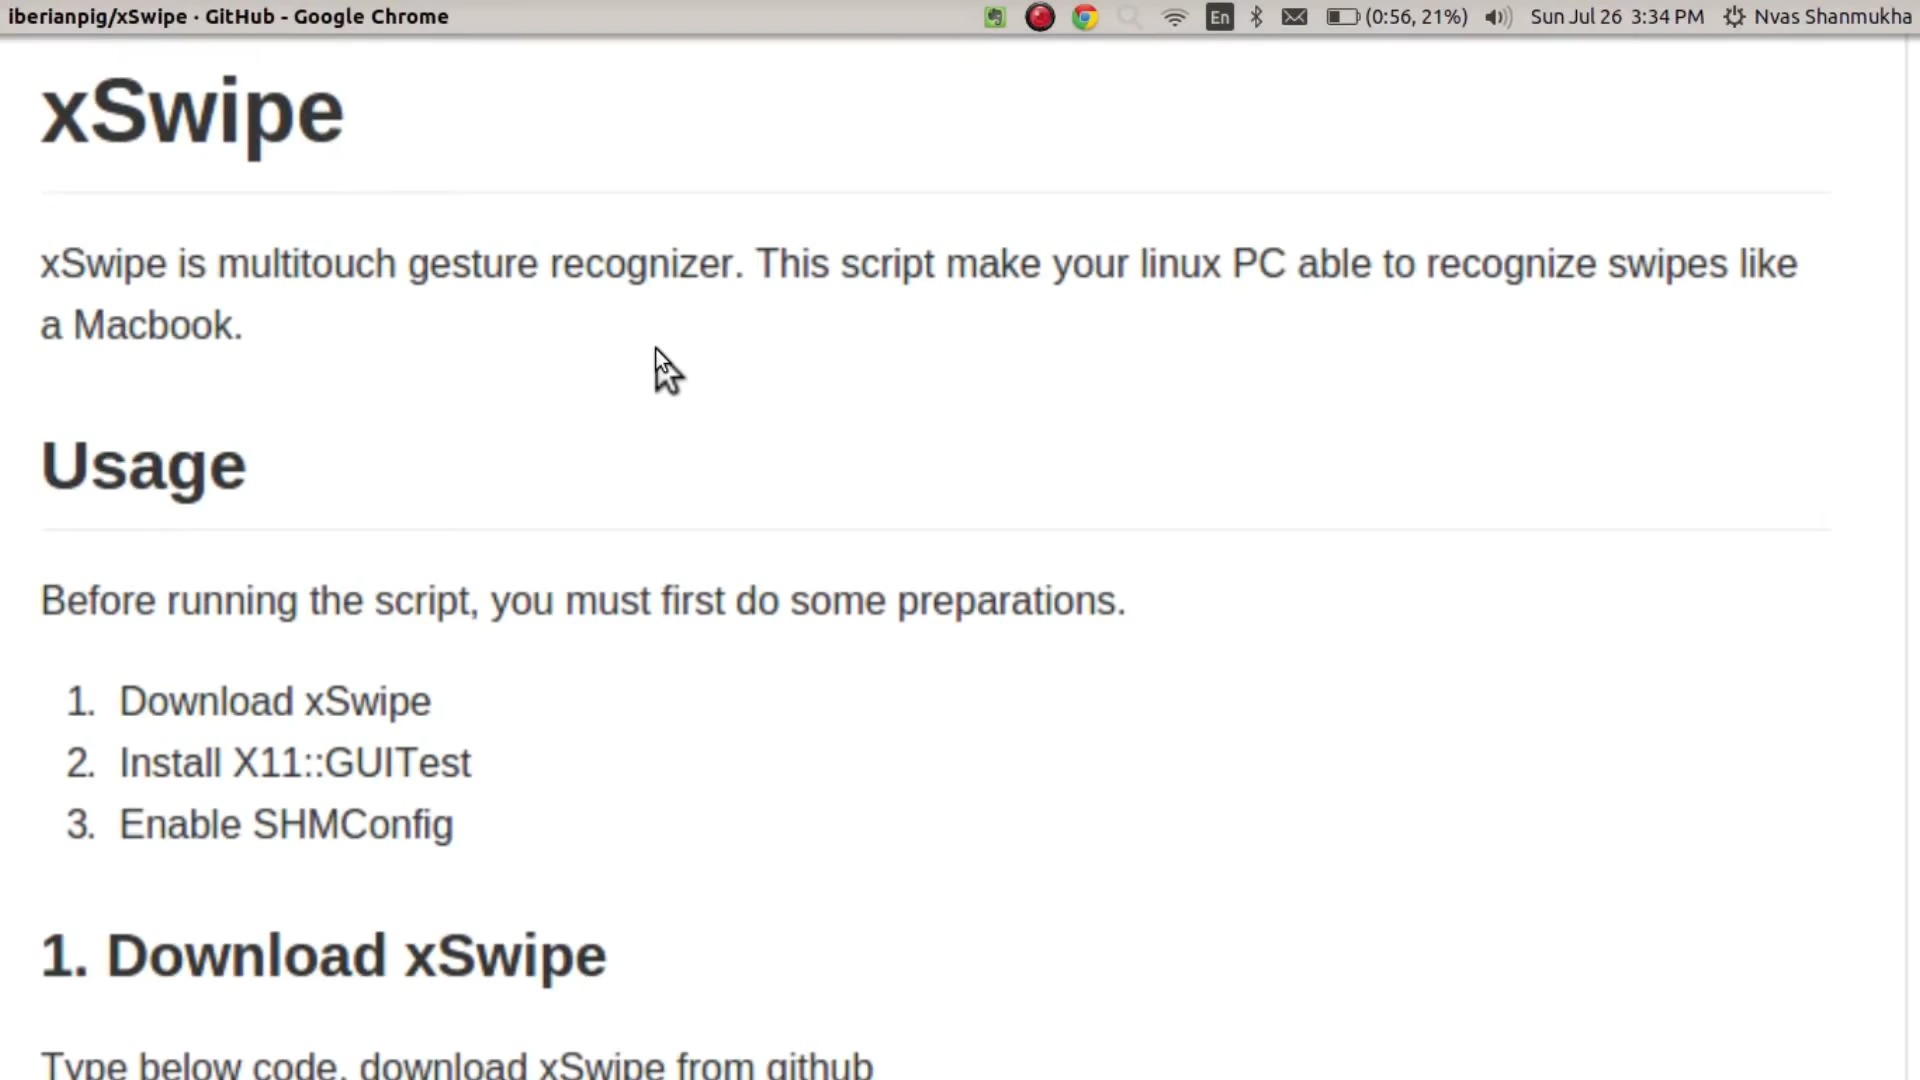 iberianpig/xSwipe · GitHub - Google Chrome
En
(0:56, 21%)
Sun Jul 26 3:34 PM
Nvas Shanmukha
xSwipe
xSwipe is multitouch gesture recognizer. This script make your linux PC able to recognize swipes like
a Macbook.
Usage
Before running the script, you must first do some preparations.
1. Download xSwipe
2. Install X11::GUITest
3. Enable SHMConfig
1. Download xSwipe
Type below code, download xSwipe from github